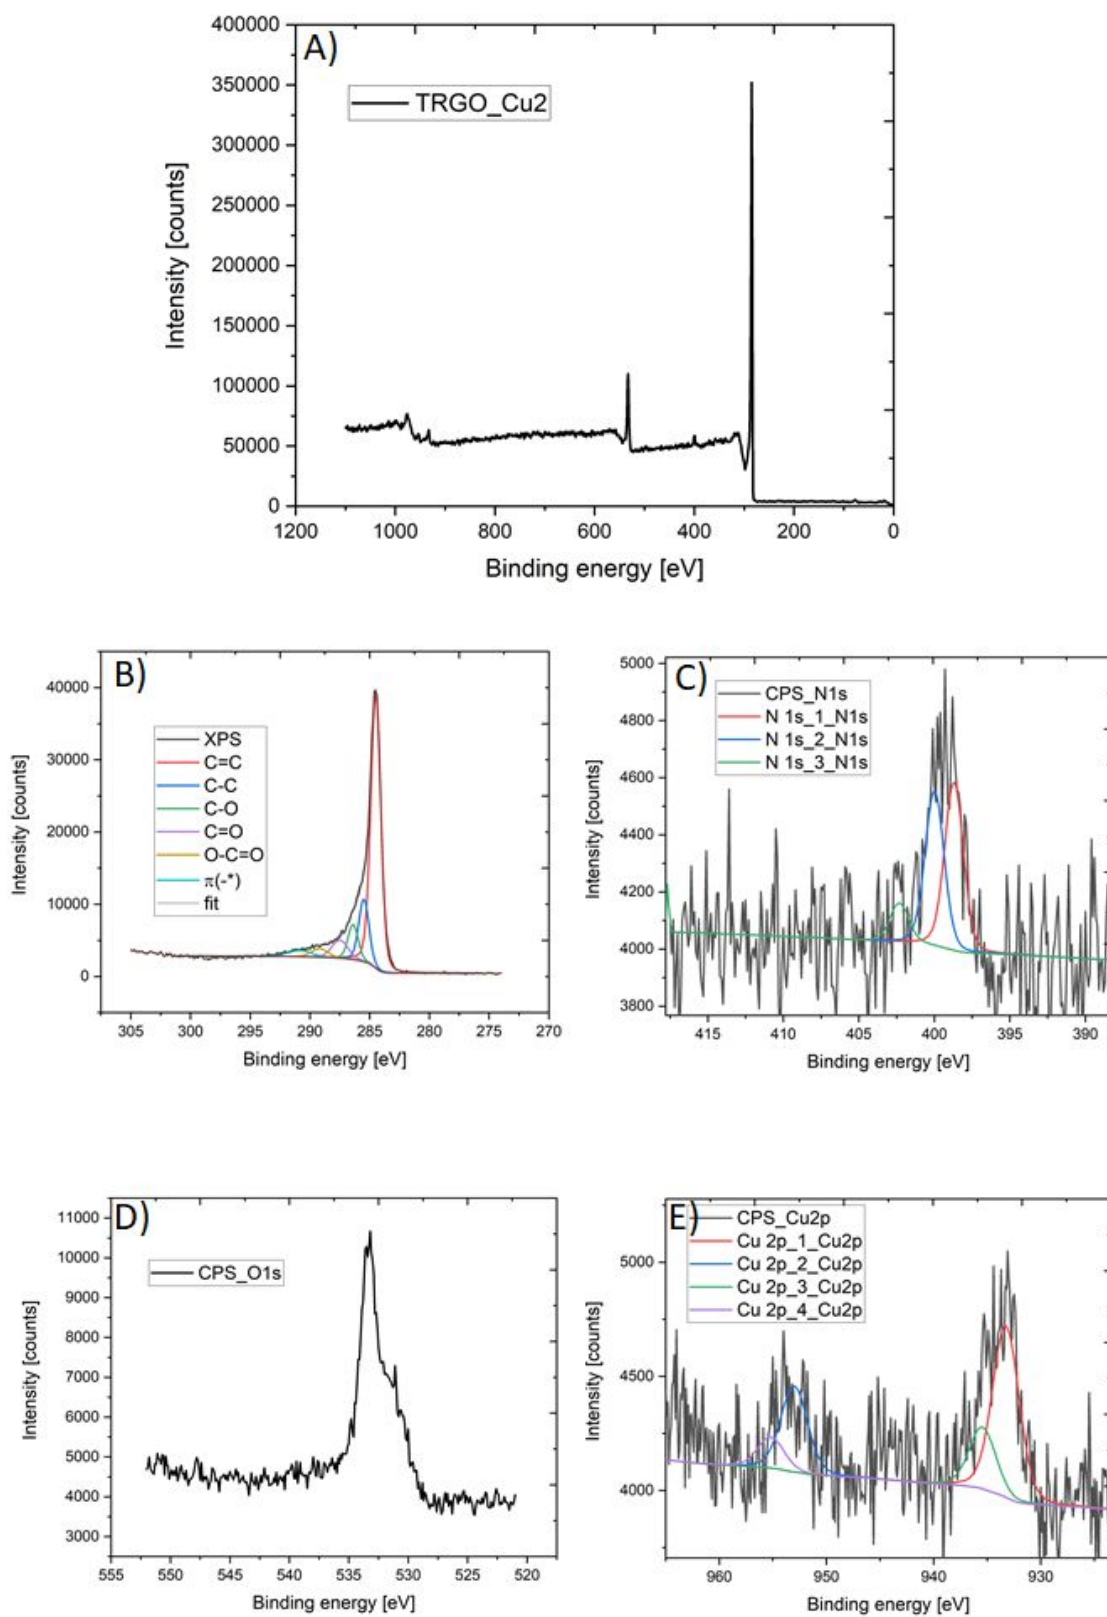 A)
TRGO_Cu2
400000
350000
300000
250000
200000
150000
100000
50000
0
Intensity [counts]
1200 1000 800 600 400 200 0
Binding energy [eV]
B)
XPS
C=C
C-C
C-O
C=O
O-C=O
π(-*)
fit
40000
30000
20000
10000
0
Intensity [counts]
305 300 295 290 285 280 275 270
Binding energy [eV]
C)
CPS_N1s
N 1s_1_N1s
N 1s_2_N1s
N 1s_3_N1s
5000
4800
4600
4400
4200
4000
3800
Intensity [counts]
415 410 405 400 395 390
Binding energy [eV]
D)
CPS_O1s
11000
10000
9000
8000
7000
6000
5000
4000
3000
Intensity [counts]
555 550 545 540 535 530 525 520
Binding energy [eV]
E)
CPS_Cu2p
Cu 2p_1_Cu2p
Cu 2p_2_Cu2p
Cu 2p_3_Cu2p
Cu 2p_4_Cu2p
5000
4500
4000
Intensity [counts]
960 950 940 930
Binding energy [eV]